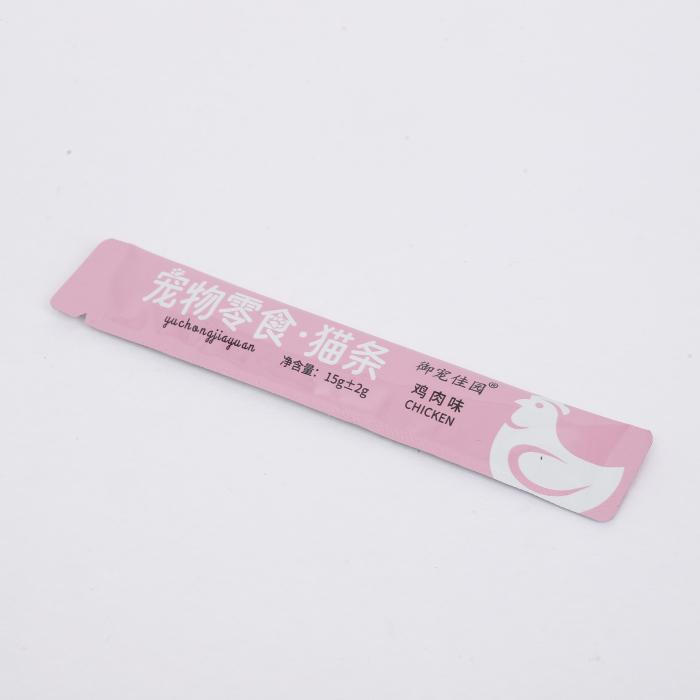 宠物零食·猫条
yuchongjiayuan
净含量：15g±2g
御宠佳园®
鸡肉味
CHICKEN